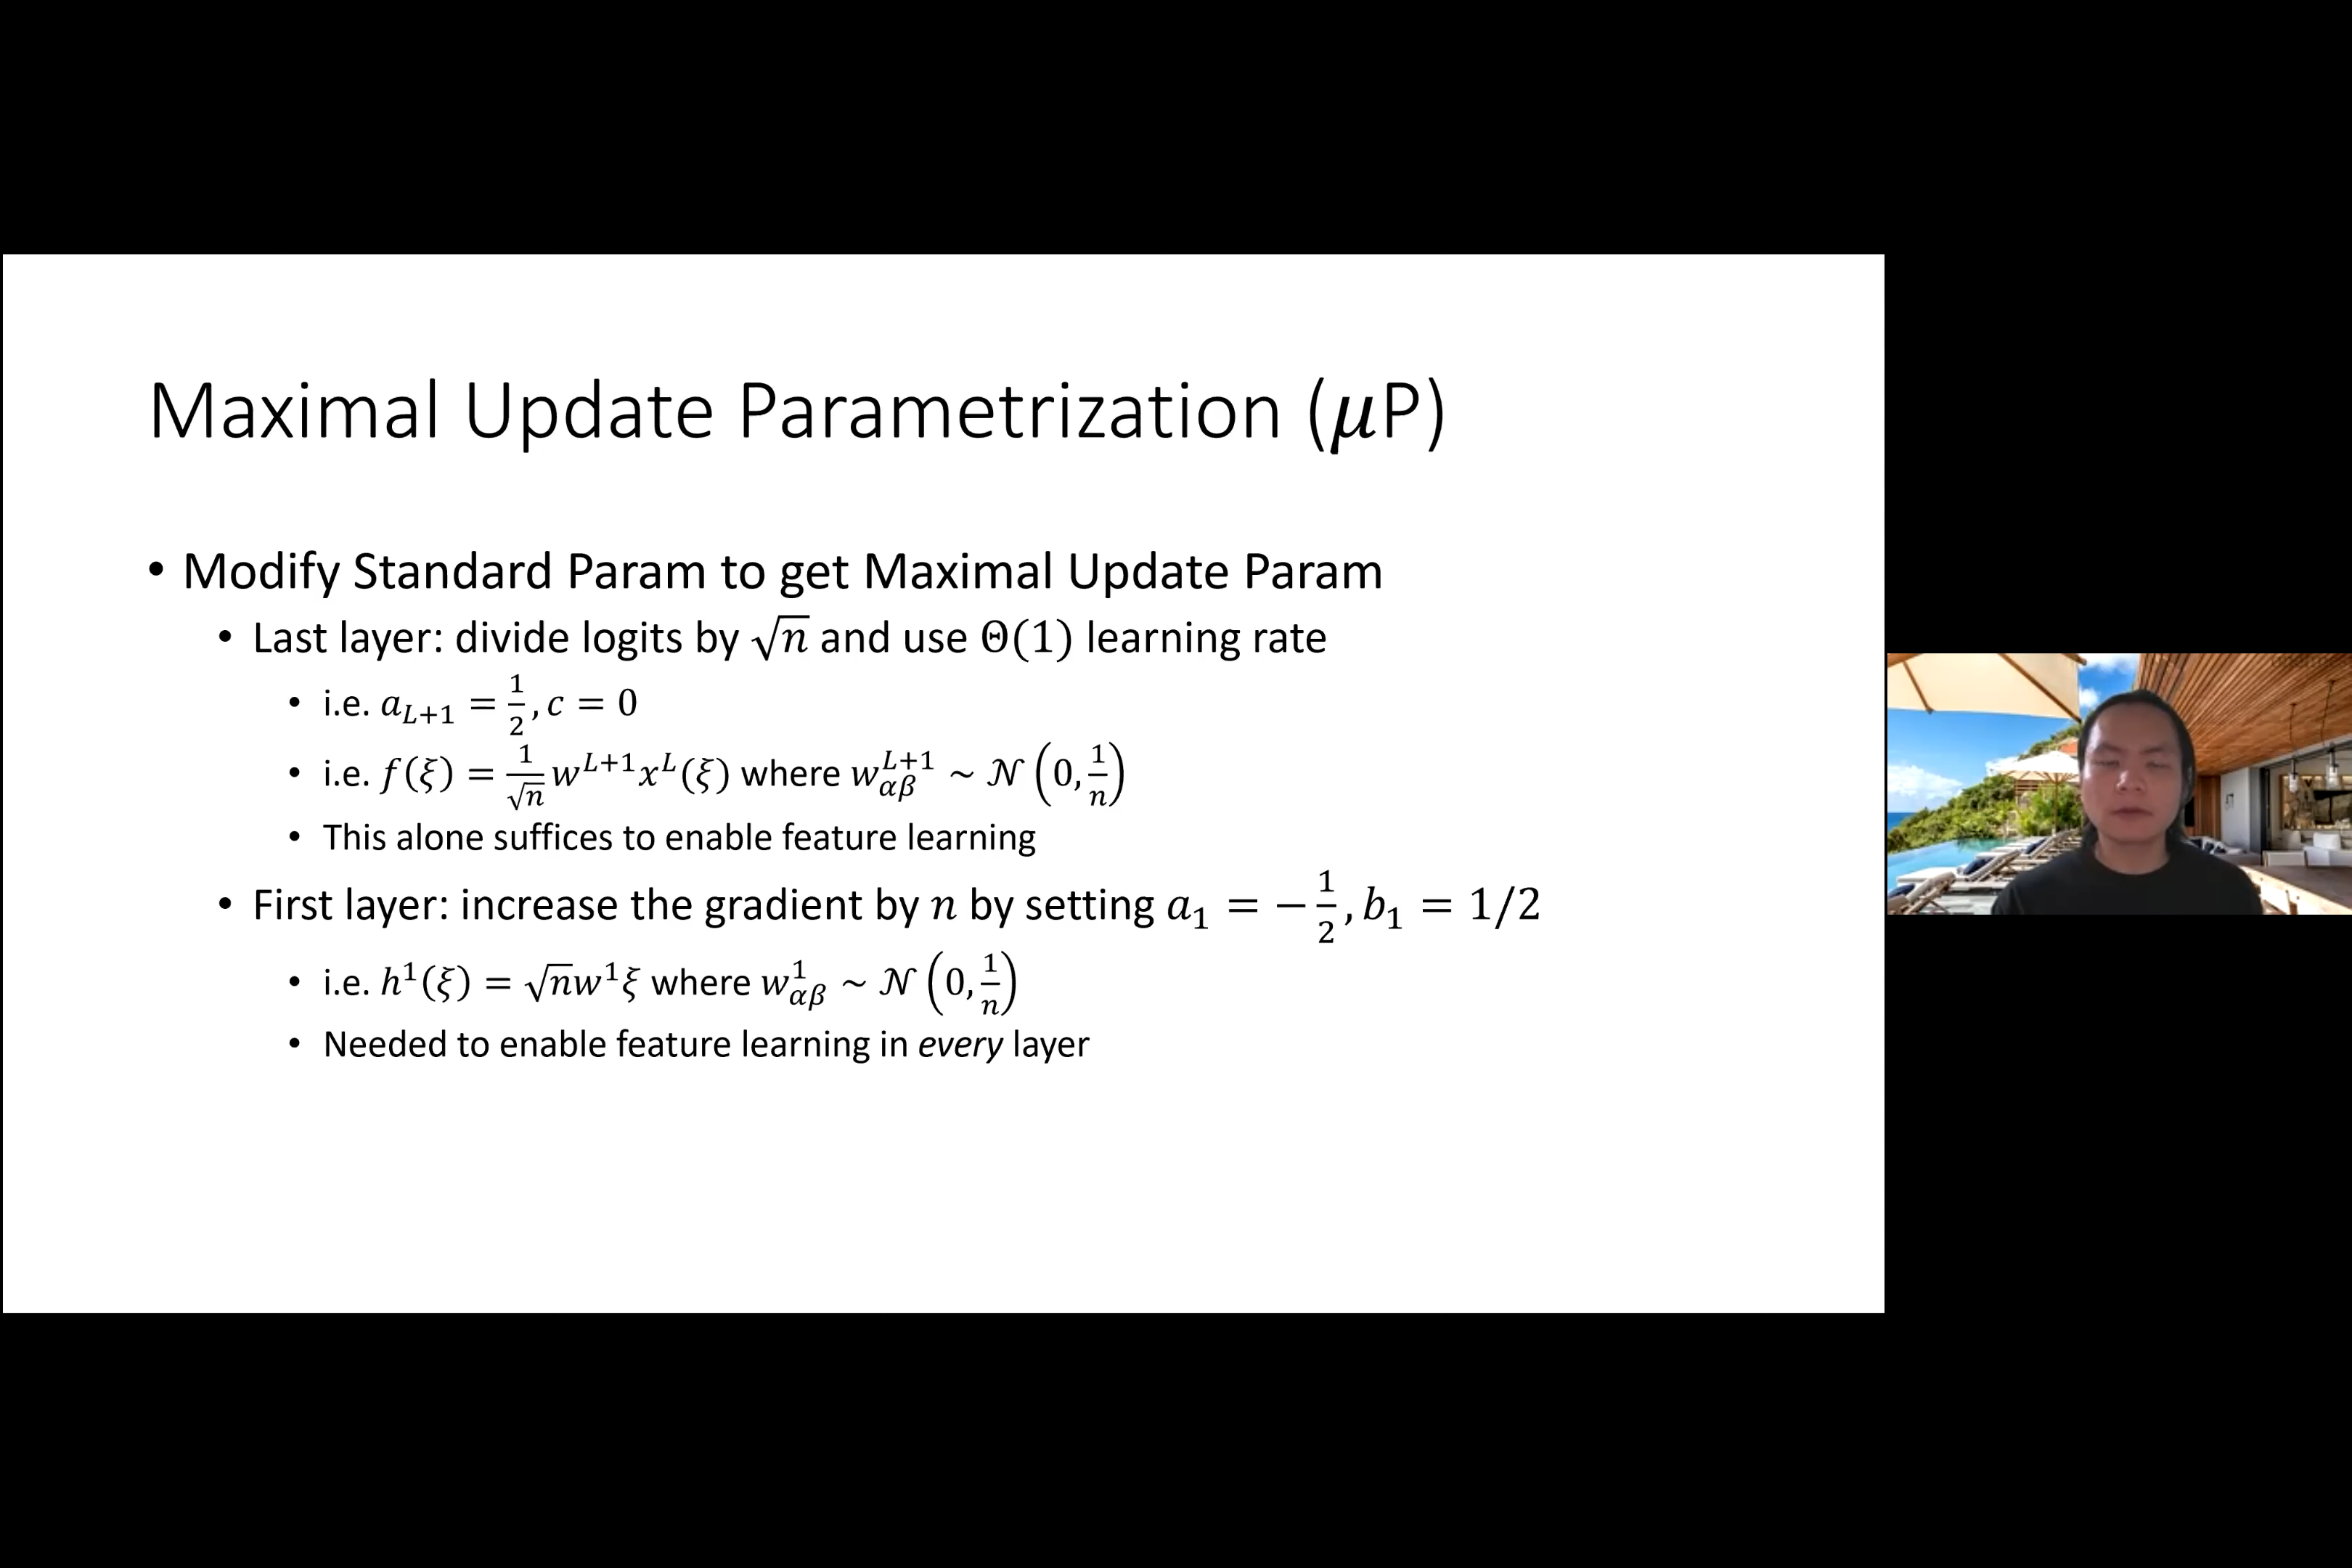 Maximal Update Parametrization (𝝁P)
• Modify Standard Param to get Maximal Update Param
• Last layer: divide logits by √n and use Θ(1) learning rate
• i.e. a_{L+1} = 1/2, c = 0
• i.e. f(ξ) = 1/√n w^{L+1}x^L(ξ) where w^{L+1}_{αβ} ~ 𝒩(0, 1/n)
• This alone suffices to enable feature learning
• First layer: increase the gradient by n by setting a_1 = −1/2, b_1 = 1/2
• i.e. h^1(ξ) = √n w^1 ξ where w^1_{αβ} ~ 𝒩(0, 1/n)
• Needed to enable feature learning in every layer